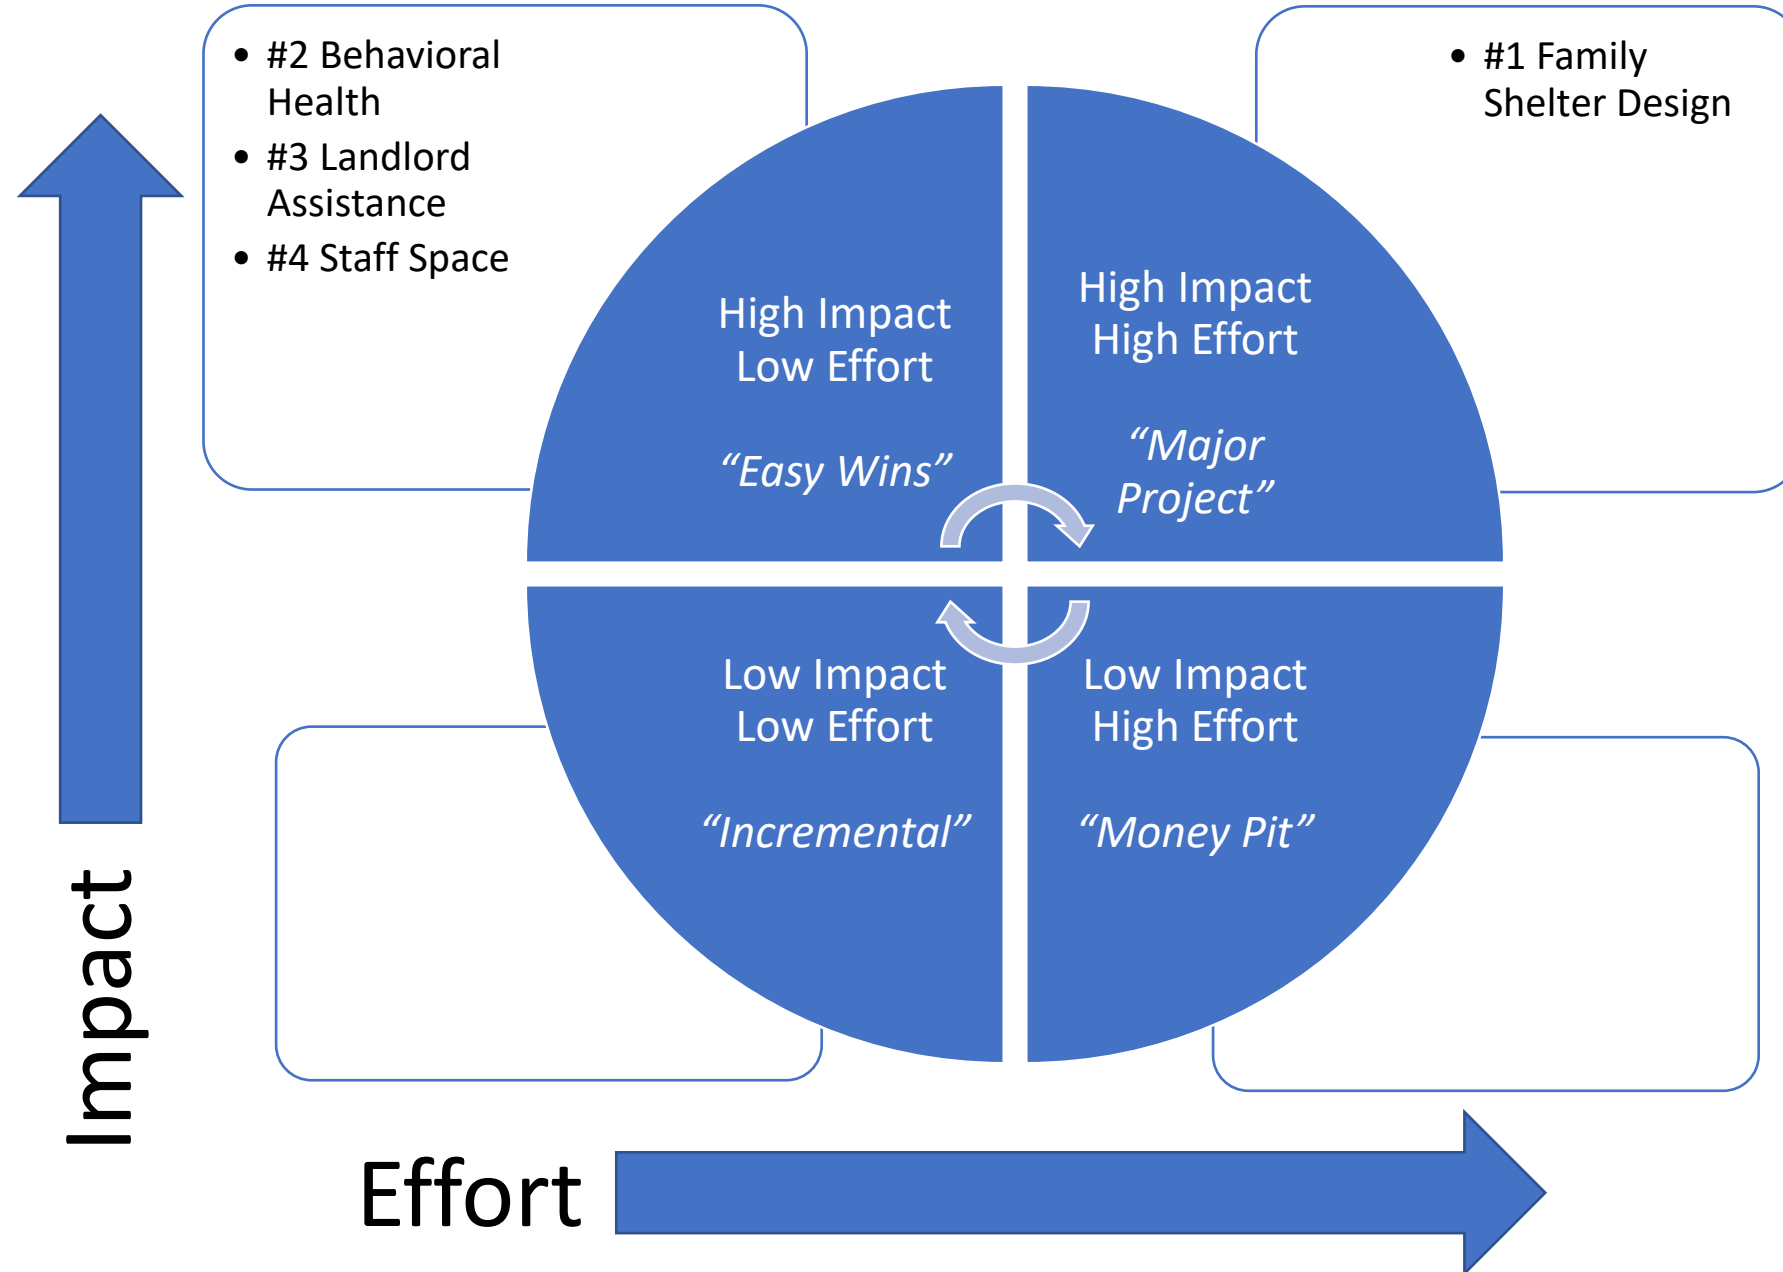 • #2 Behavioral
Health
• #3 Landlord
Assistance
• #4 Staff Space
• #1 Family
Shelter Design
High Impact
Low Effort
“Easy Wins”
High Impact
High Effort
“Major
Project”
Low Impact
Low Effort
“Incremental”
Low Impact
High Effort
“Money Pit”
Impact
Effort